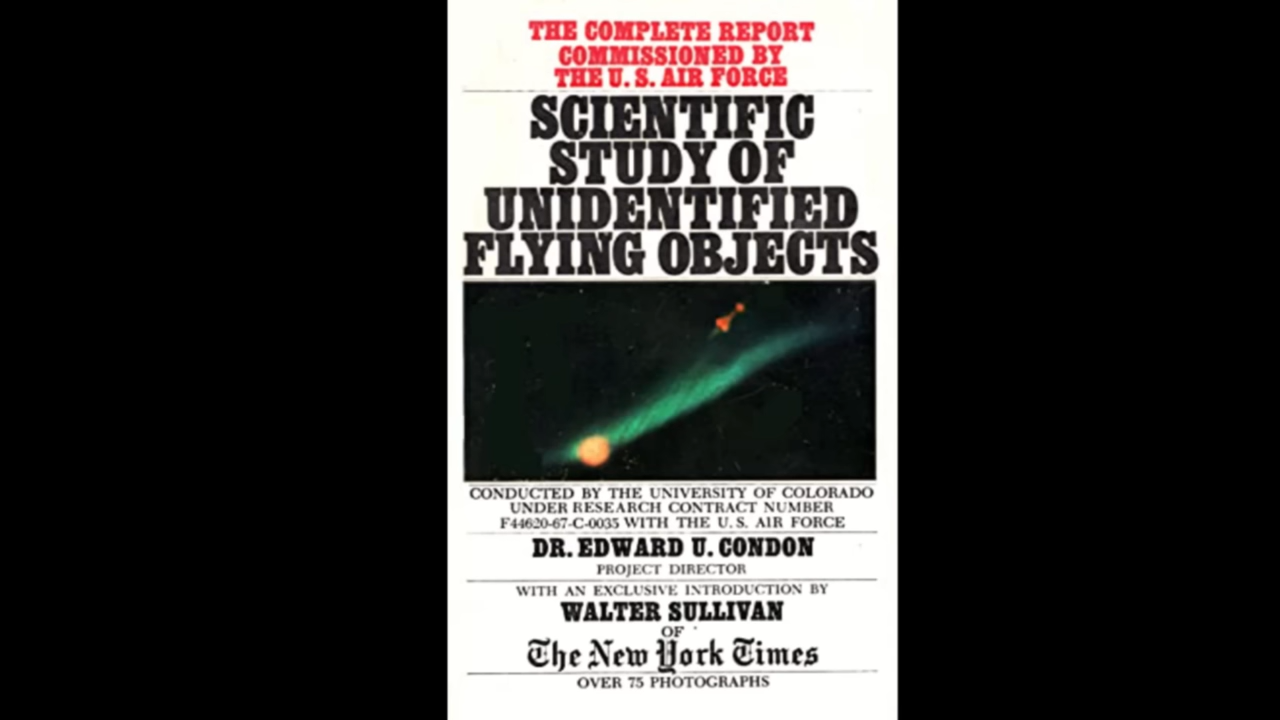 THE COMPLETE REPORT
COMMISSIONED BY
THE U. S. AIR FORCE
SCIENTIFIC
STUDY OF
UNIDENTIFIED
FLYING OBJECTS
CONDUCTED BY THE UNIVERSITY OF COLORADO
UNDER RESEARCH CONTRACT NUMBER
F44620-67-C-0035 WITH THE U. S. AIR FORCE
DR. EDWARD U. CONDON
PROJECT DIRECTOR
WITH AN EXCLUSIVE INTRODUCTION BY
WALTER SULLIVAN
OF
The New York Times
OVER 75 PHOTOGRAPHS